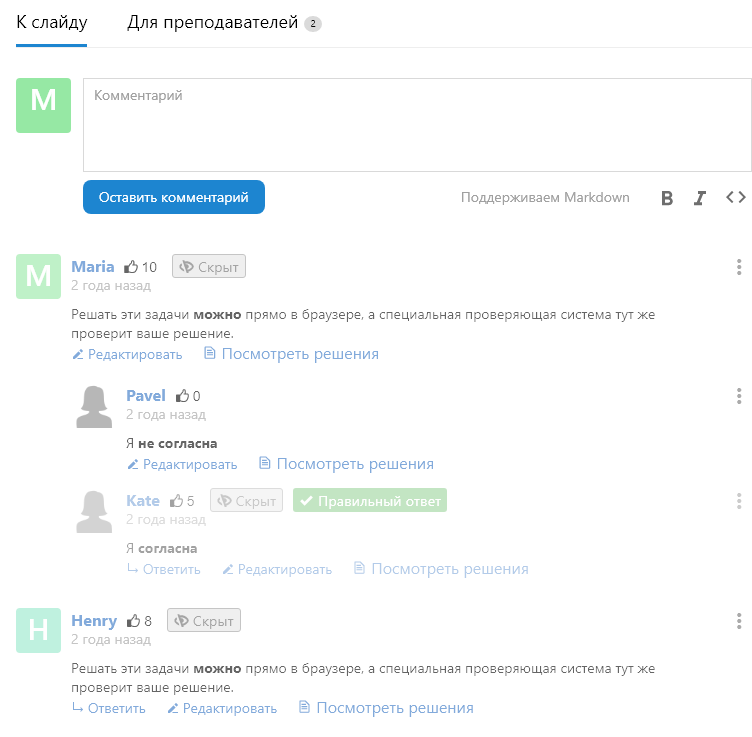 К слайду Для преподавателей 2
M Комментарий
Оставить комментарий Поддерживаем Markdown B I <>
M Maria 10 Скрыт
2 года назад
Решать эти задачи можно прямо в браузере, а специальная проверяющая система тут же
проверит ваше решение.
Редактировать Посмотреть решения
Pavel 0
2 года назад
Я не согласна
Редактировать Посмотреть решения
Kate 5 Скрыт Правильный ответ
2 года назад
Я согласна
Ответить Редактировать Посмотреть решения
H Henry 8 Скрыт
2 года назад
Решать эти задачи можно прямо в браузере, а специальная проверяющая система тут же
проверит ваше решение.
Ответить Редактировать Посмотреть решения